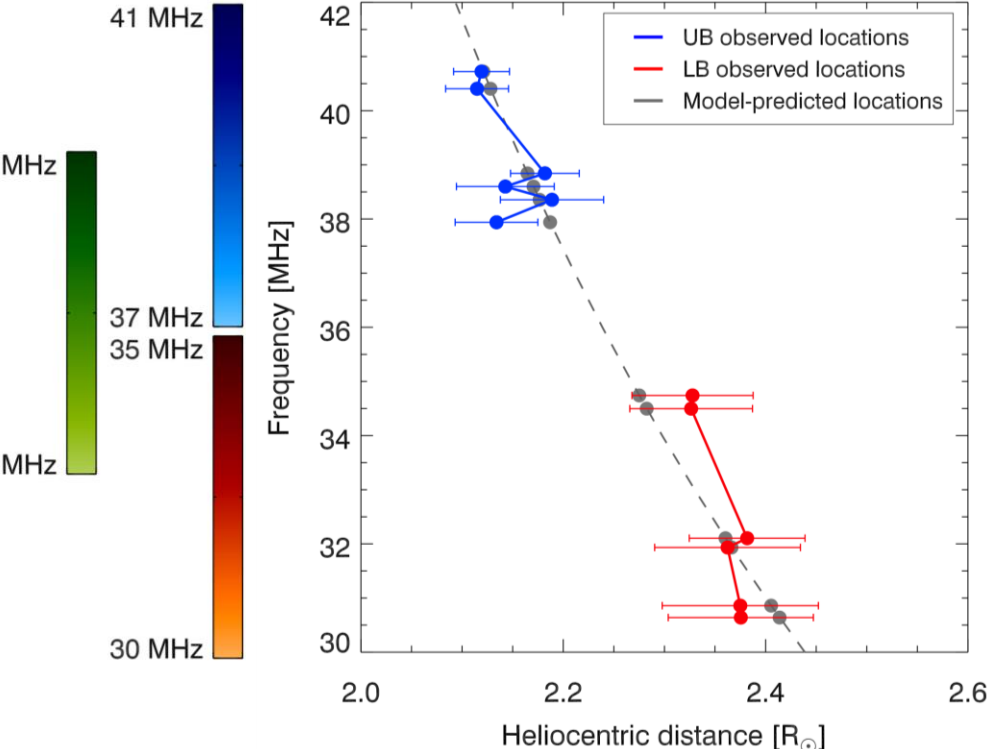 41 MHz
MHz
37 MHz
35 MHz
MHz
30 MHz
Frequency [MHz]
42
40
38
36
34
32
30
UB observed locations
LB observed locations
Model-predicted locations
2.0 2.2 2.4 2.6
Heliocentric distance [R☉]